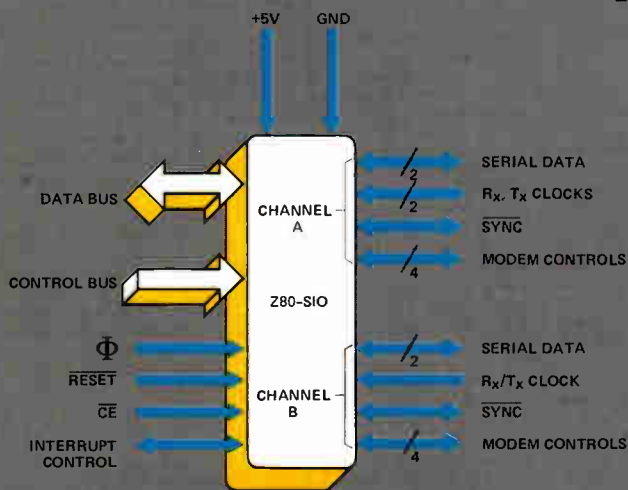 +5V GND
DATA BUS
CONTROL BUS
Φ
RESET
CE
INTERRUPT
CONTROL
CHANNEL
A
Z80-SIO
CHANNEL
B
2 SERIAL DATA
2 Rx, Tx CLOCKS
SYNC
4 MODEM CONTROLS
2 SERIAL DATA
Rx/Tx CLOCK
SYNC
4 MODEM CONTROLS